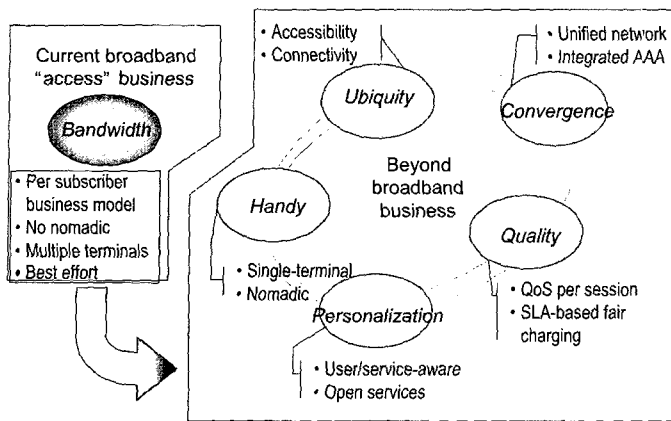 Current broadband
"access" business
Bandwidth
• Per subscriber
business model
• No nomadic
• Multiple terminals
• Best effort
• Accessibility
• Connectivity
Ubiquity
• Unified network
• Integrated AAA
Convergence
Beyond
broadband
business
Handy
• Single-terminal
• Nomadic
Quality
• QoS per session
• SLA-based fair
charging
Personalization
• User/service-aware
• Open services